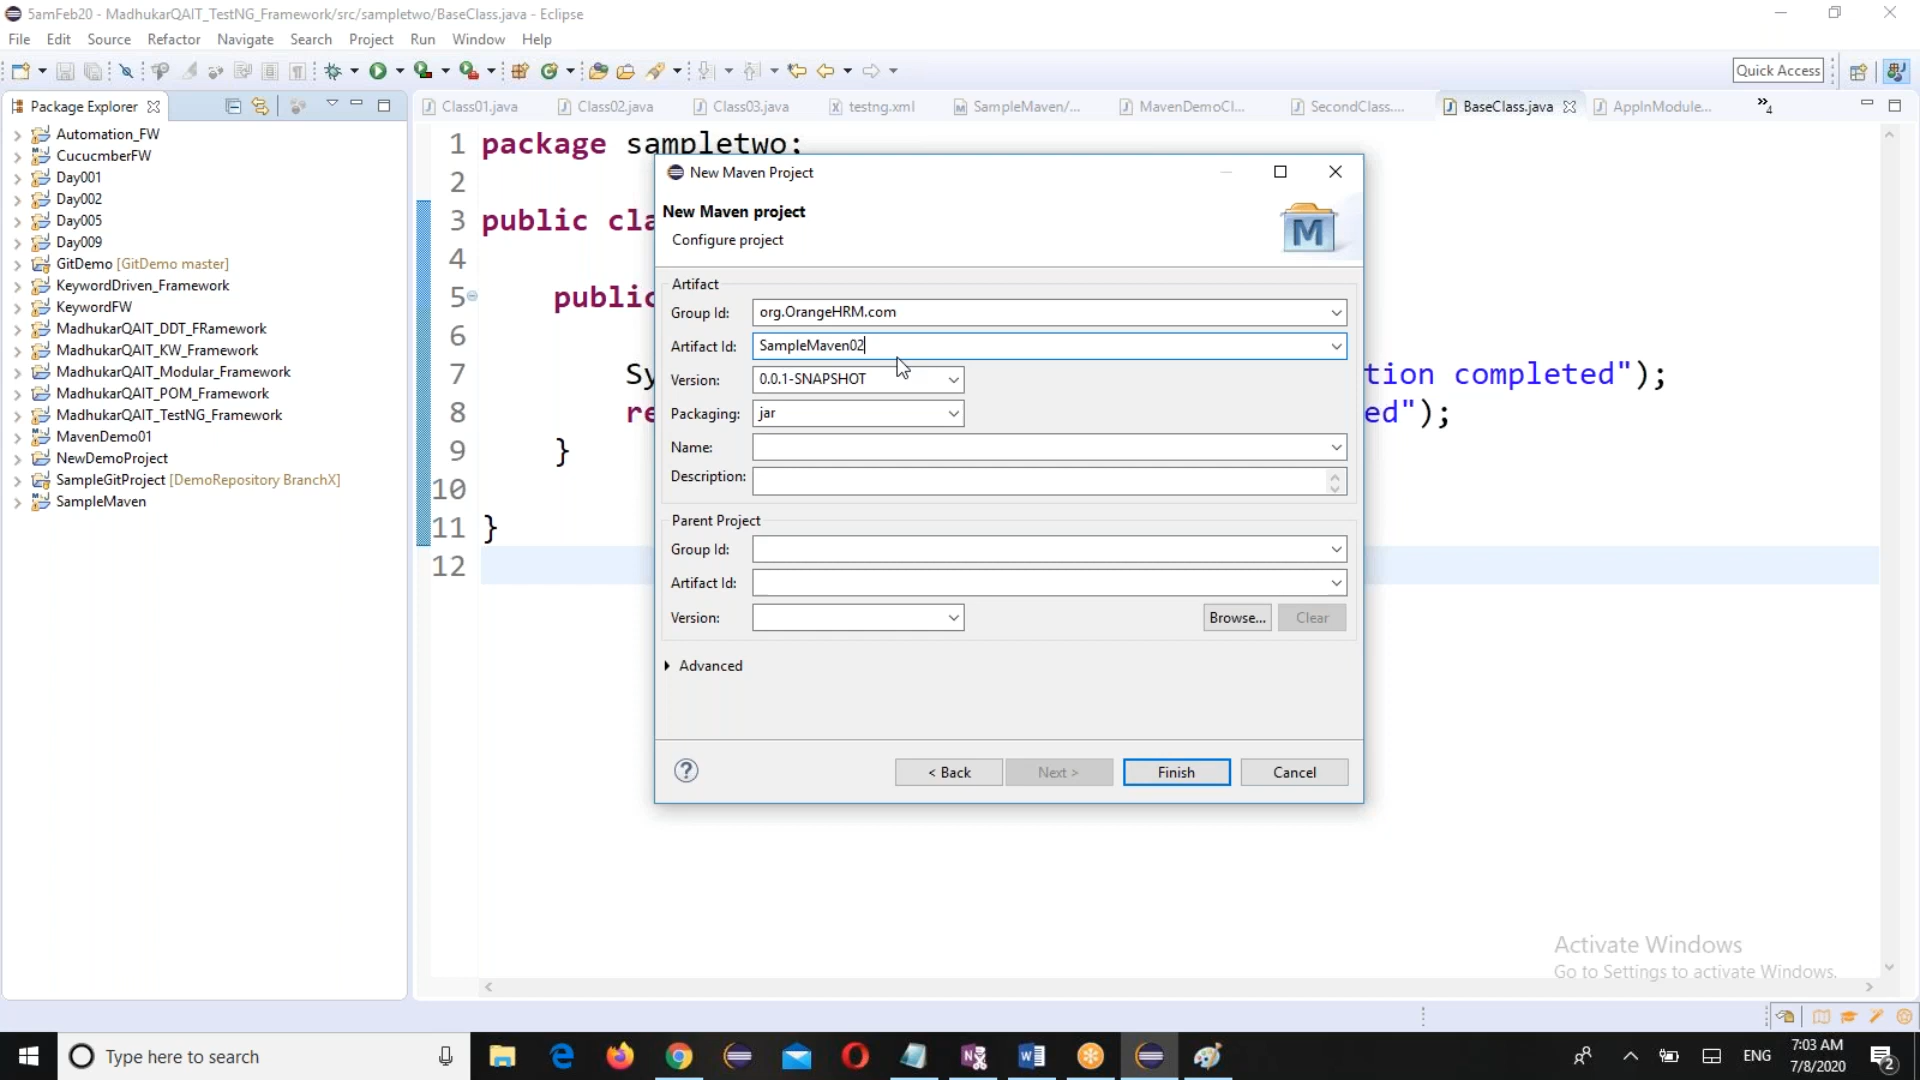 5amFeb20 - MadhukarQAIT_TestNG_Framework/src/sampletwo/BaseClass.java - Eclipse
File Edit Source Refactor Navigate Search Project Run Window Help
Quick Access
Package Explorer
Class01.java Class02.java Class03.java testng.xml SampleMaven/... MavenDemoCl... SecondClass.... BaseClass.java AppInModule... »4
Automation_FW
CucucmberFW
Day001
Day002
Day005
Day009
GitDemo [GitDemo master]
KeywordDriven_Framework
KeywordFW
MadhukarQAIT_DDT_FRamework
MadhukarQAIT_KW_Framework
MadhukarQAIT_Modular_Framework
MadhukarQAIT_POM_Framework
MadhukarQAIT_TestNG_Framework
MavenDemo01
NewDemoProject
SampleGitProject [DemoRepository BranchX]
SampleMaven
1 package sampletwo;
2
3 public cla
4
5 public
6
7 Sy tion completed");
8 re ed");
9 }
10
11 }
12
New Maven Project
New Maven project
Configure project
M
Artifact
Group Id: org.OrangeHRM.com
Artifact Id: SampleMaven02
Version: 0.0.1-SNAPSHOT
Packaging: jar
Name:
Description:
Parent Project
Group Id:
Artifact Id:
Version: Browse... Clear
Advanced
? < Back Next > Finish Cancel
Activate Windows
Go to Settings to activate Windows.
Type here to search
ENG
7:03 AM
7/8/2020
2